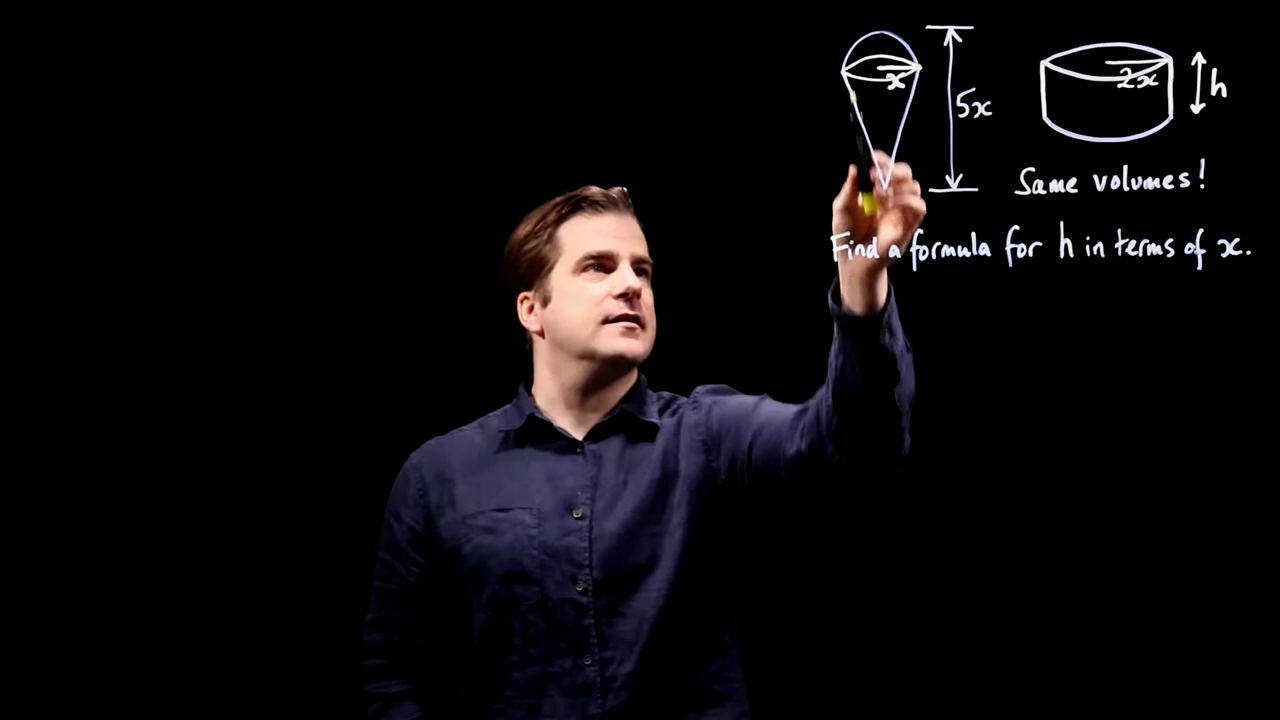 x
5x
2x
h
Same volumes!
Find a formula for h in terms of x.